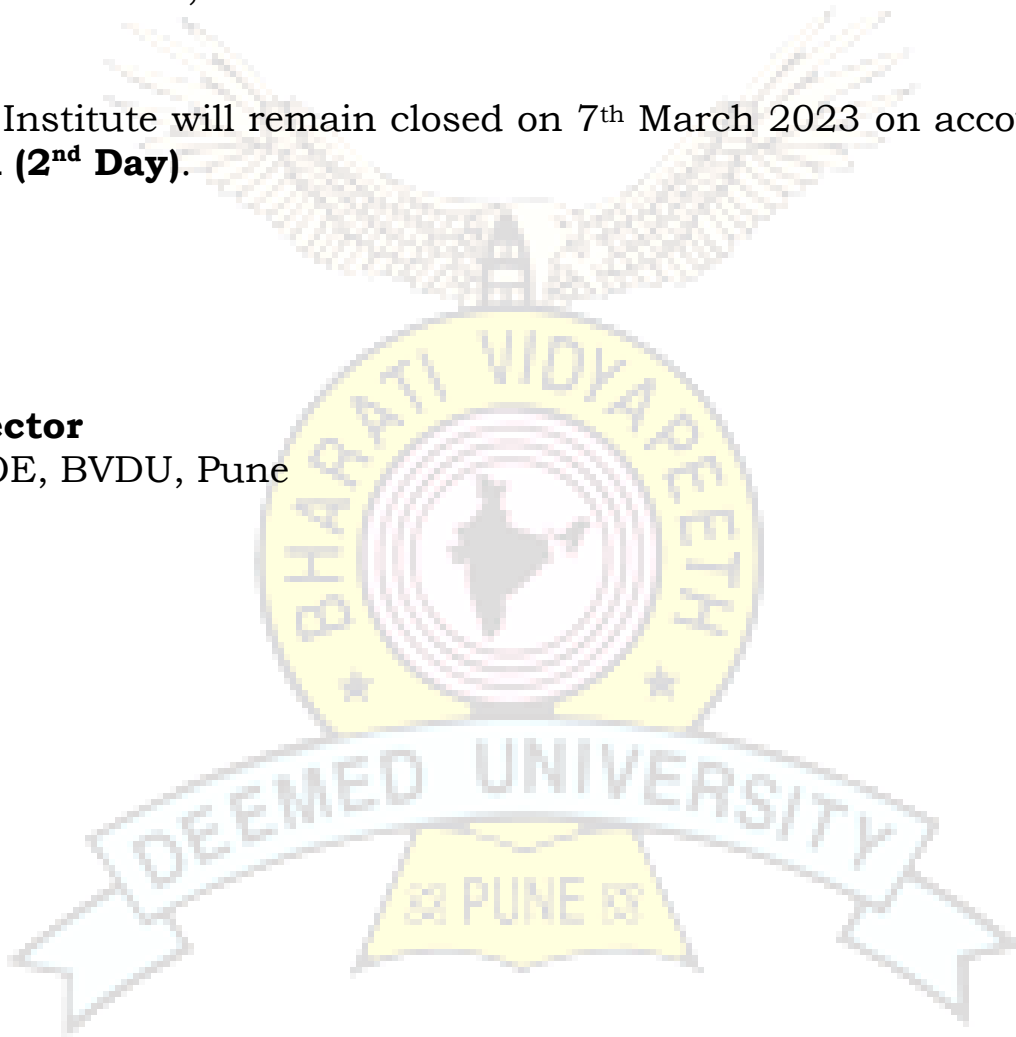 Institute will remain closed on 7th March 2023 on acco
(2nd Day).
ector
DE, BVDU, Pune
BHARATI VIDYAPEETH
DEEMED UNIVERSITY
PUNE